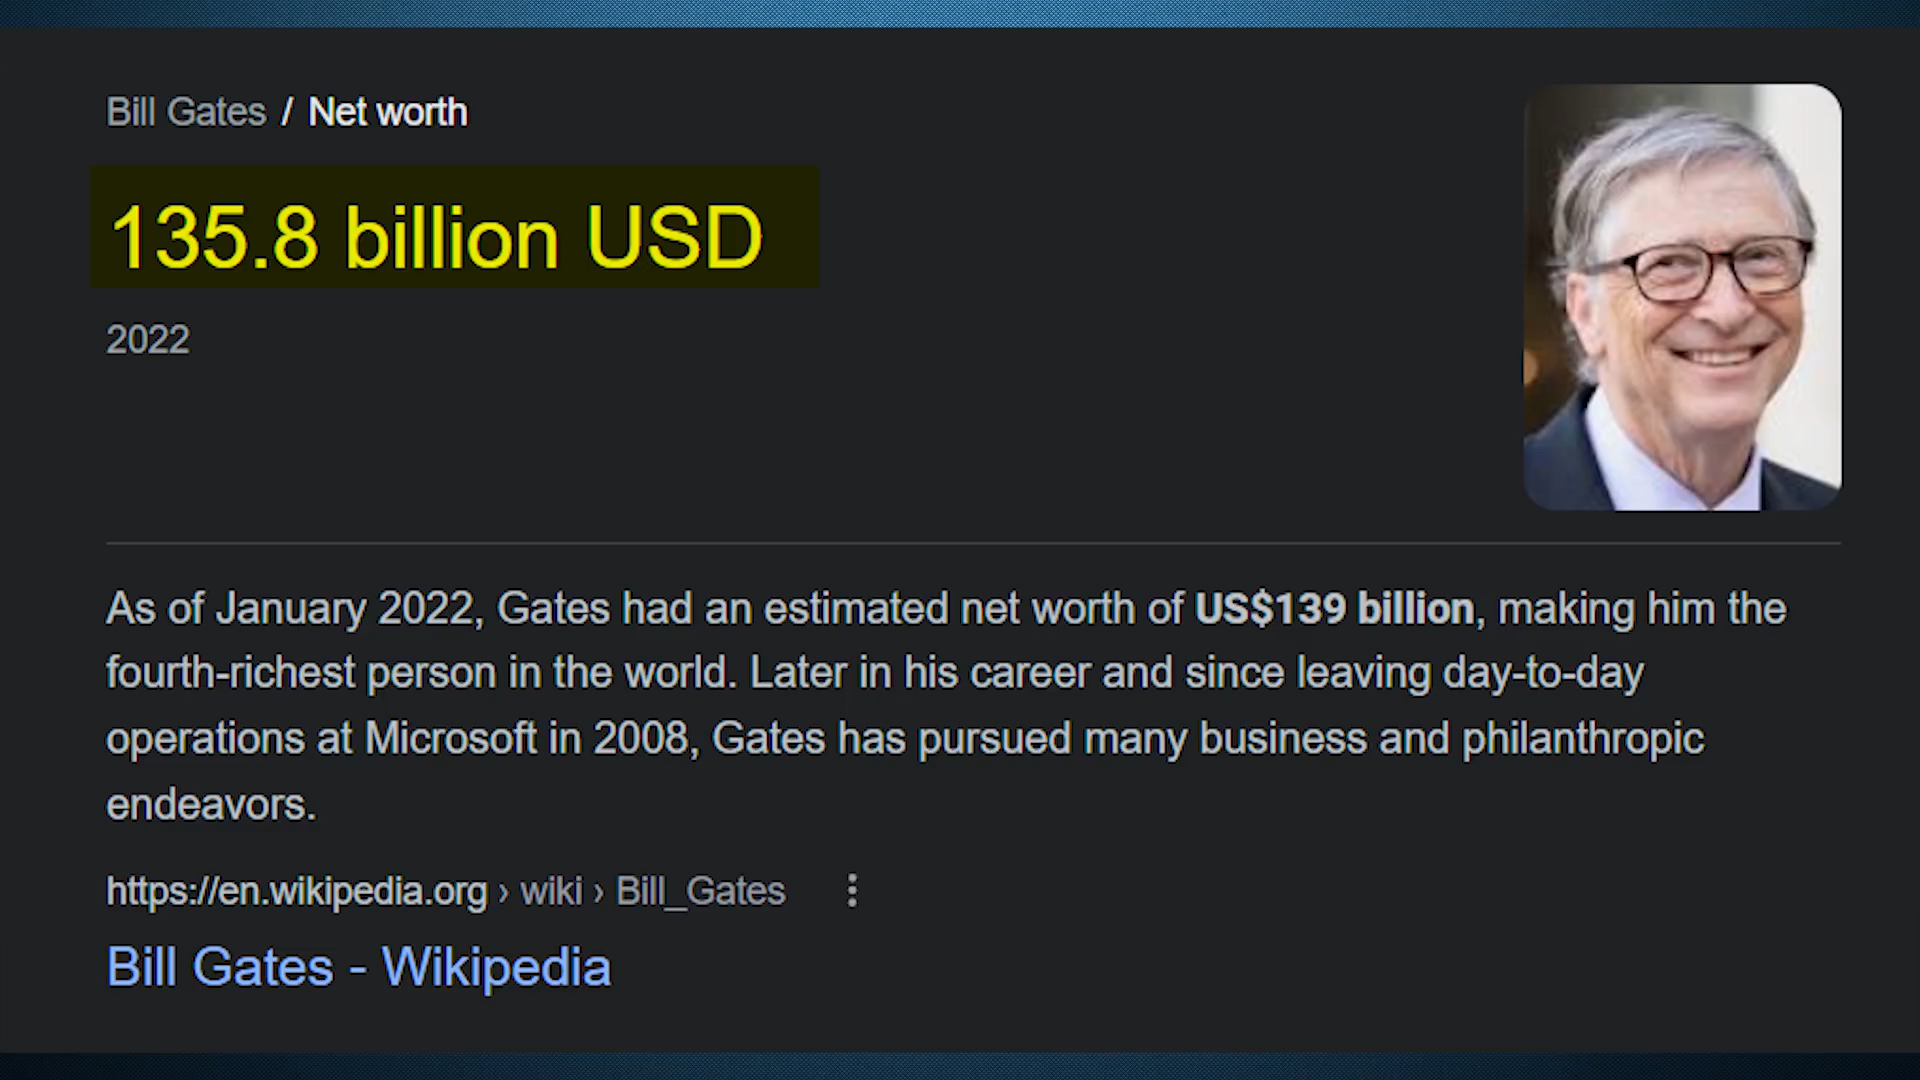 Bill Gates / Net worth
135.8 billion USD
2022
As of January 2022, Gates had an estimated net worth of US$139 billion, making him the
fourth-richest person in the world. Later in his career and since leaving day-to-day
operations at Microsoft in 2008, Gates has pursued many business and philanthropic
endeavors.
https://en.wikipedia.org › wiki › Bill_Gates
Bill Gates - Wikipedia